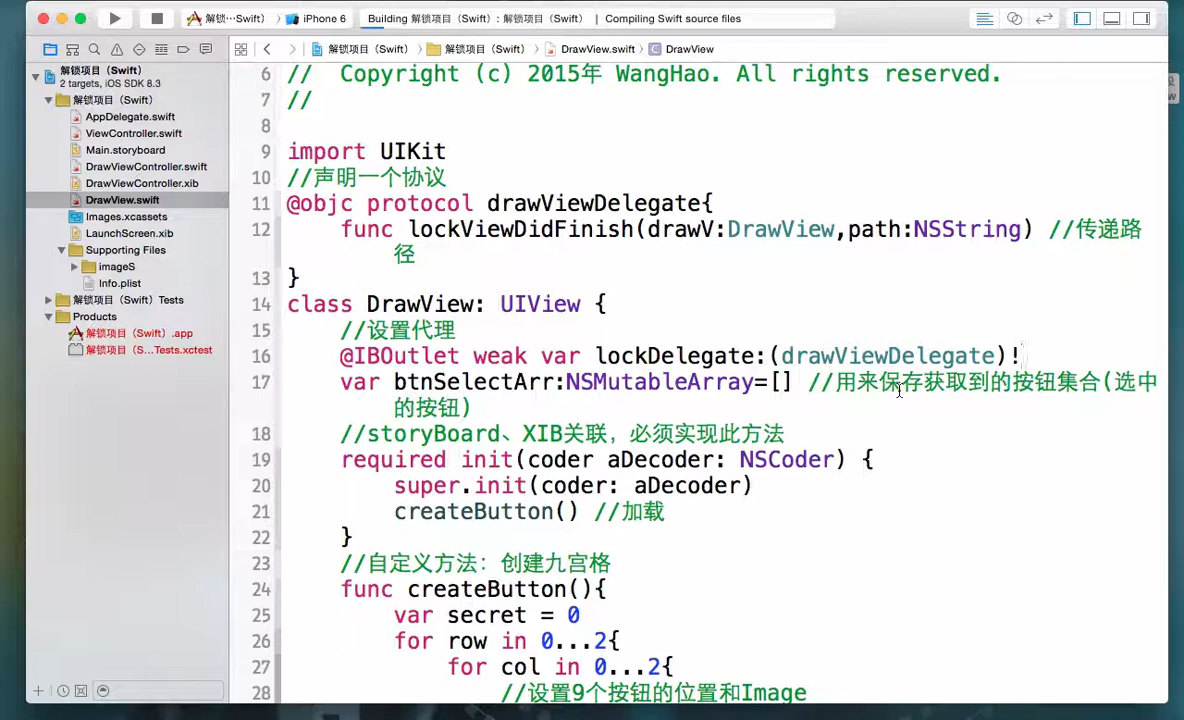 解锁···Swift）
iPhone 6
Building 解锁项目（Swift）: 解锁项目（Swift）
Compiling Swift source files
解锁项目（Swift）
解锁项目（Swift）
DrawView.swift
C DrawView
解锁项目 (Swift)
2 targets, iOS SDK 8.3
解锁项目 (Swift)
AppDelegate.swift
ViewController.swift
Main.storyboard
DrawViewController.swift
DrawViewController.xib
DrawView.swift
Images.xcassets
LaunchScreen.xib
Supporting Files
imageS
Info.plist
解锁项目（Swift）Tests
Products
解锁项目（Swift）.app
解锁项目（S...Tests.xctest
6 //  Copyright (c) 2015年 WangHao. All rights reserved.
7 //
8
9 import UIKit
10 //声明一个协议
11 @objc protocol drawViewDelegate{
12 func lockViewDidFinish(drawV:DrawView,path:NSString) //传递路
径
13 }
14 class DrawView: UIView {
15 //设置代理
16 @IBOutlet weak var lockDelegate:(drawViewDelegate)!
17 var btnSelectArr:NSMutableArray=[] //用来保存获取到的按钮集合(选中
的按钮)
18 //storyBoard、XIB关联，必须实现此方法
19 required init(coder aDecoder: NSCoder) {
20 super.init(coder: aDecoder)
21 createButton() //加载
22 }
23 //自定义方法：创建九宫格
24 func createButton(){
25 var secret = 0
26 for row in 0...2{
27 for col in 0...2{
28 //设置9个按钮的位置和Image